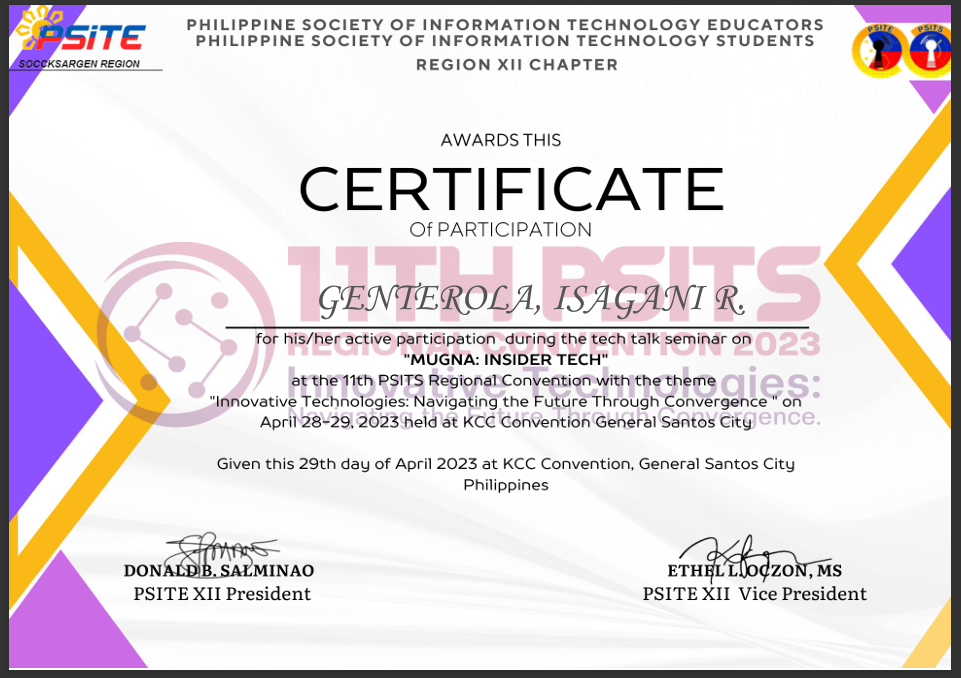 PSITE
SOCCKSARGEN REGION
PHILIPPINE SOCIETY OF INFORMATION TECHNOLOGY EDUCATORS
PHILIPPINE SOCIETY OF INFORMATION TECHNOLOGY STUDENTS
REGION XII CHAPTER
PSITE
PSITS
AWARDS THIS
CERTIFICATE
Of PARTICIPATION
11TH PSITS
GENTEROLA, ISAGANI R.
REGIONAL CONVENTION 2023
for his/her active participation during the tech talk seminar on
"MUGNA: INSIDER TECH"
at the 11th PSITS Regional Convention with the theme
Innovative Technologies:
"Innovative Technologies: Navigating the Future Through Convergence " on
Navigating the Future Through Convergence.
April 28-29, 2023 held at KCC Convention General Santos City
Given this 29th day of April 2023 at KCC Convention, General Santos City
Philippines
DONALD B. SALMINAO
PSITE XII President
ETHEL L. OCZON, MS
PSITE XII Vice President